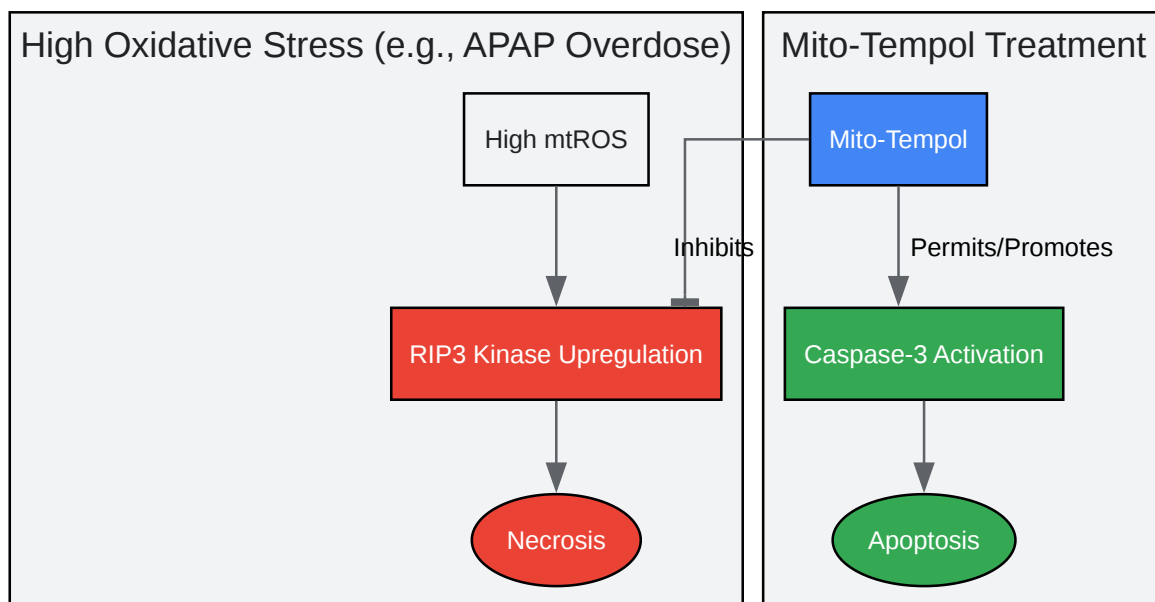 High Oxidative Stress (e.g., APAP Overdose)
Mito-Tempol Treatment
High mtROS
Mito-Tempol
Inhibits
Permits/Promotes
RIP3 Kinase Upregulation
Caspase-3 Activation
Necrosis
Apoptosis